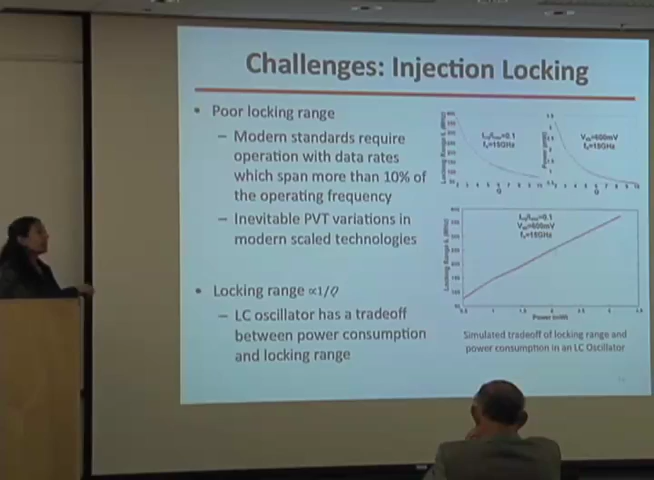 Challenges: Injection Locking
• Poor locking range
– Modern standards require
operation with data rates
which span more than 10% of
the operating frequency
– Inevitable PVT variations in
modern scaled technologies
• Locking range ∝1/Q
– LC oscillator has a tradeoff
between power consumption
and locking range
Q
Q
Power (mW)
Simulated tradeoff of locking range and
power consumption in an LC Oscillator